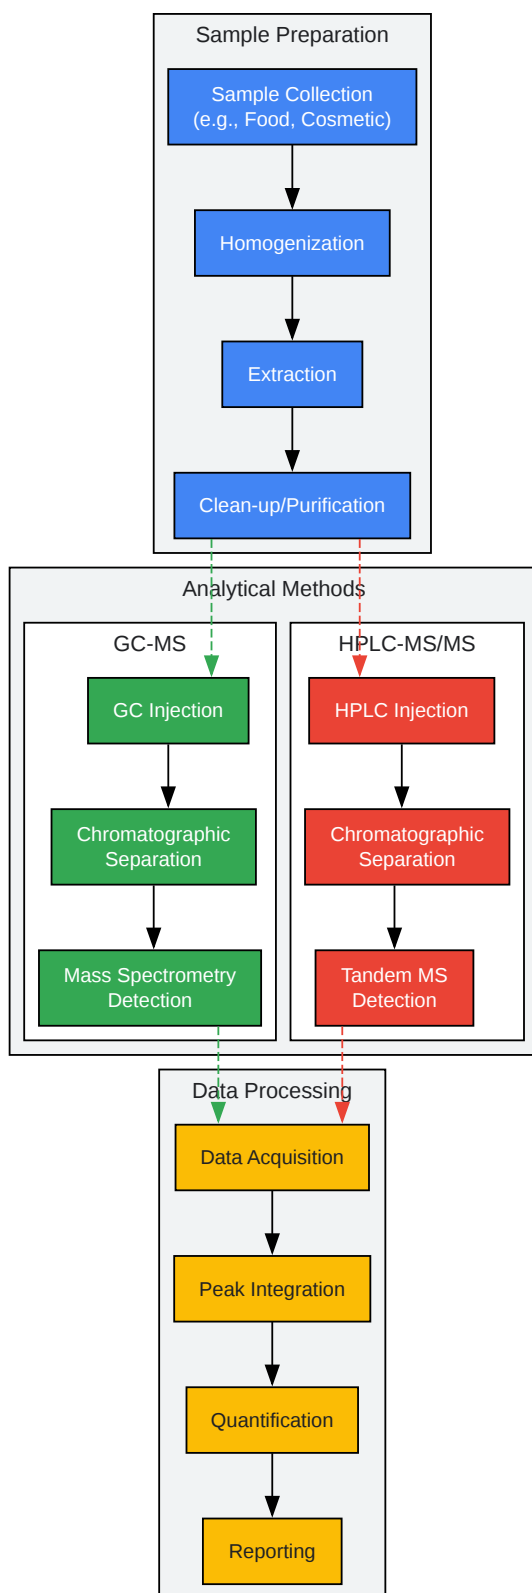 Sample Preparation
Sample Collection
(e.g., Food, Cosmetic)
Homogenization
Extraction
Clean-up/Purification
Analytical Methods
GC-MS
GC Injection
Chromatographic
Separation
Mass Spectrometry
Detection
HPLC-MS/MS
HPLC Injection
Chromatographic
Separation
Tandem MS
Detection
Data Processing
Data Acquisition
Peak Integration
Quantification
Reporting